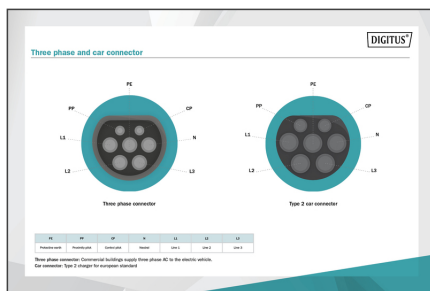 DIGITUS®
Three phase and car connector
PE
PP
CP
L1
N
L2
L3
Three phase connector
PE
PP
CP
L1
N
L2
L3
Type 2 car connector
PE PP CP N L1 L2 L3
Protective earth Proximity pilot Control pilot Neutral Line 1 Line 2 Line 3
Three phase connector: Commercial buildings supply three phase AC to the electric vehicle.
Car connector: Type 2 charger for european standard